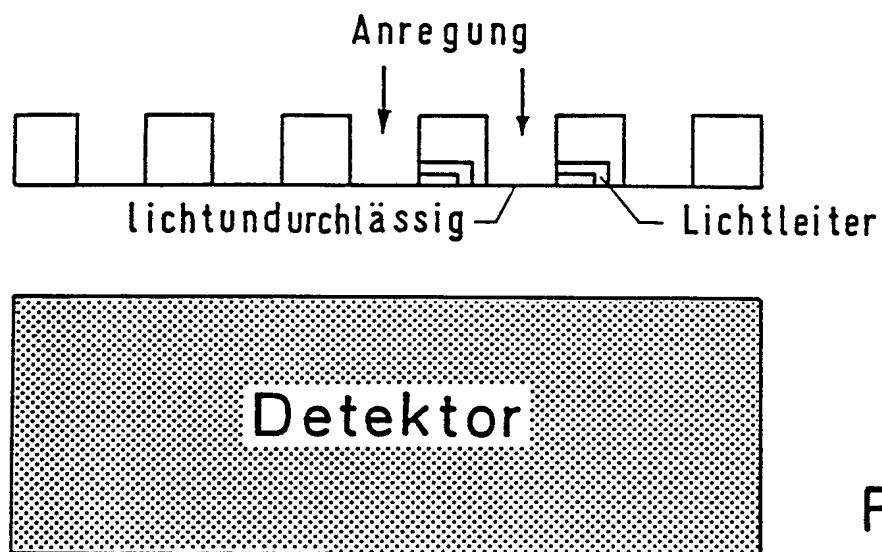 Anregung
lichtundurchlässig
Lichtleiter
Detektor
F